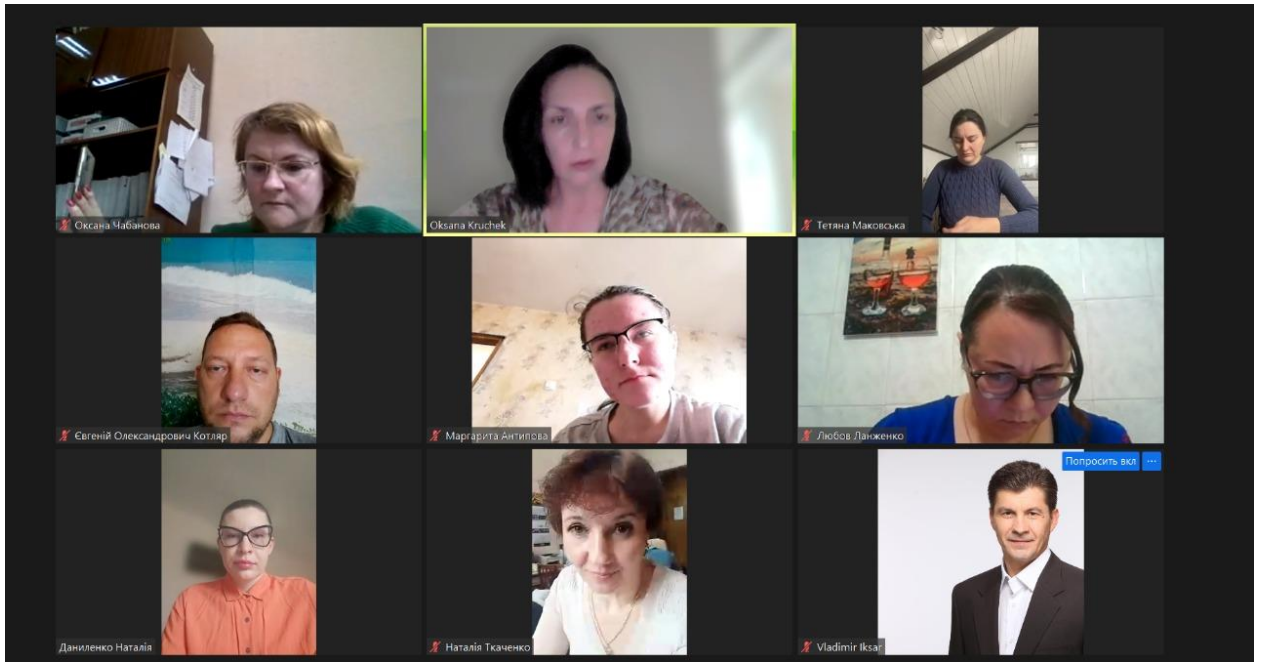 Оксана Чабанова
Oksana Kruchek
Тетяна Маковська
Євгеній Олександрович Котляр
Маргарита Антипова
Любов Ланженко
Попросить вкл
Даниленко Наталія
Наталія Ткаченко
Vladimir Iksar